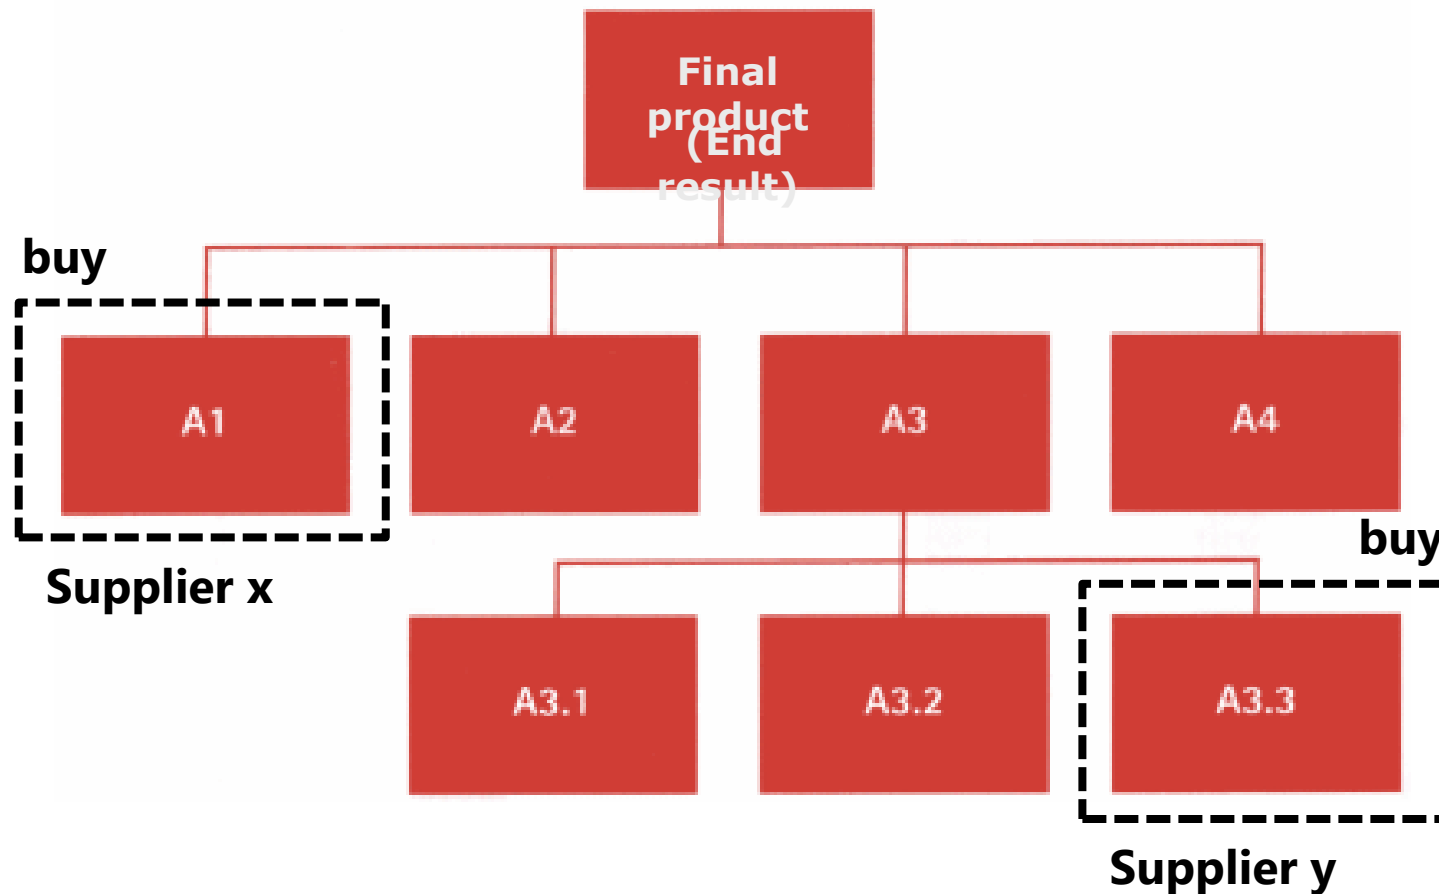 Final
product
(End
result)
buy
A1
A2
A3
A4
buy
Supplier x
A3.1
A3.2
A3.3
Supplier y